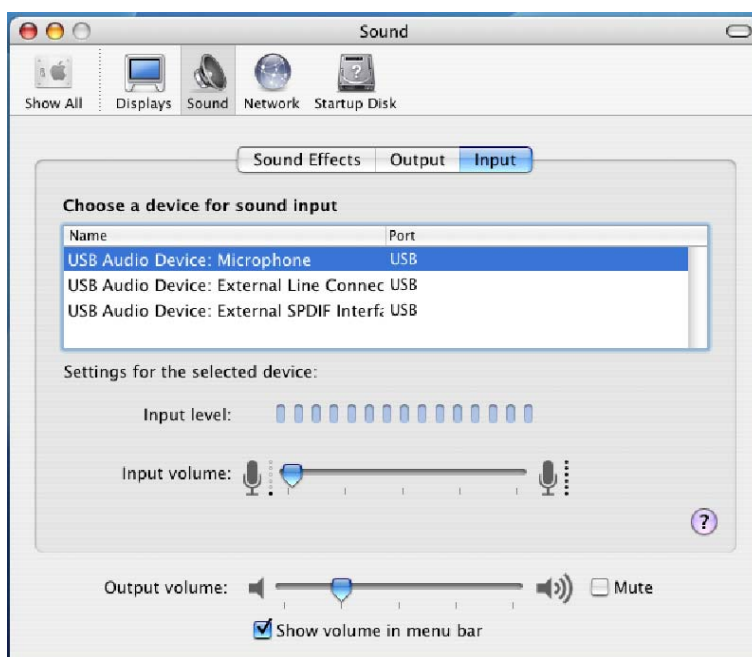 Sound
Show All Displays Sound Network Startup Disk
Sound Effects Output Input
Choose a device for sound input
Name Port
USB Audio Device: Microphone USB
USB Audio Device: External Line Connec USB
USB Audio Device: External SPDIF Interfa USB
Settings for the selected device:
Input level:
Input volume:
?
Output volume: Mute
Show volume in menu bar